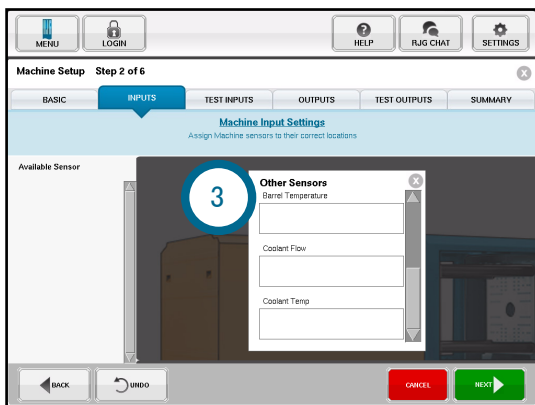 MENU
LOGIN
HELP
RJG CHAT
SETTINGS
Machine Setup Step 2 of 6
BASIC
INPUTS
TEST INPUTS
OUTPUTS
TEST OUTPUTS
SUMMARY
Machine Input Settings
Assign Machine sensors to their correct locations
Available Sensor
3
Other Sensors
Barrel Temperature
Coolant Flow
Coolant Temp
BACK
UNDO
CANCEL
NEXT